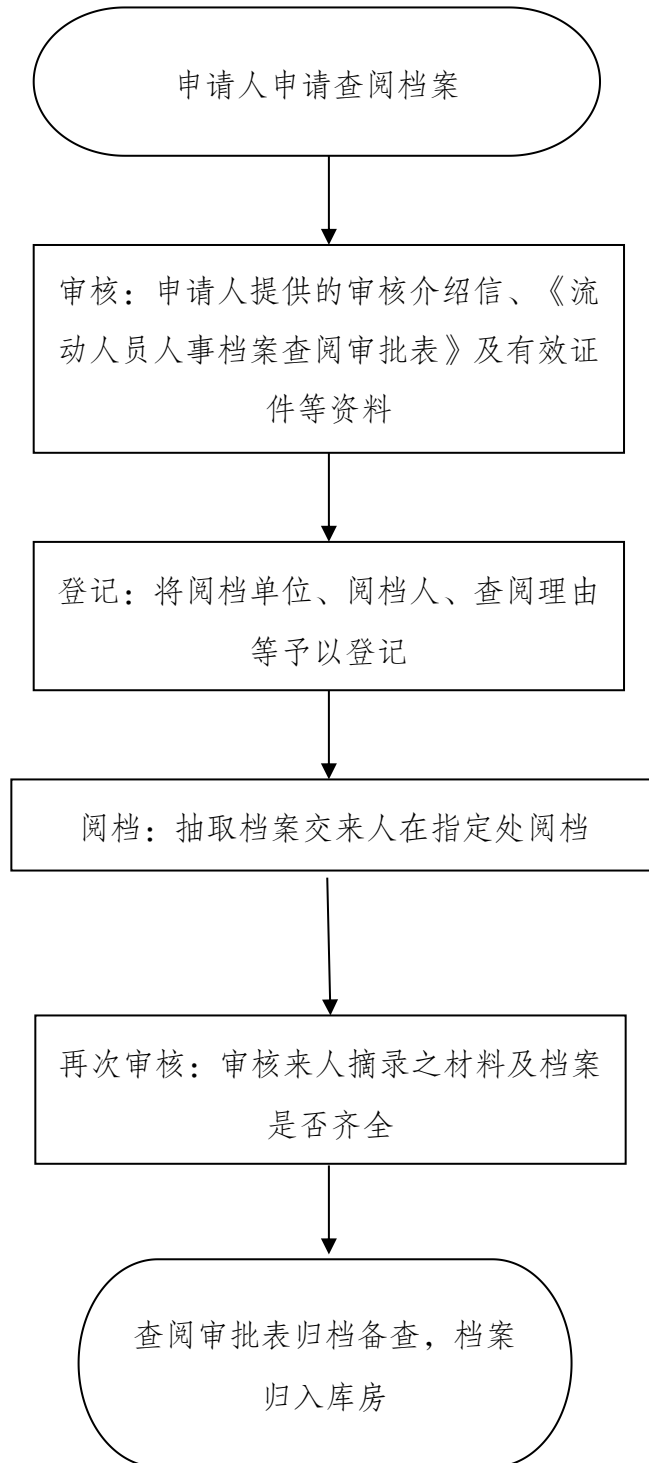 申请人申请查阅档案
审核：申请人提供的审核介绍信、《流
动人员人事档案查阅审批表》及有效证
件等资料
登记：将阅档单位、阅档人、查阅理由
等予以登记
阅档：抽取档案交来人在指定处阅档
再次审核：审核来人摘录之材料及档案
是否齐全
查阅审批表归档备查，档案
归入库房